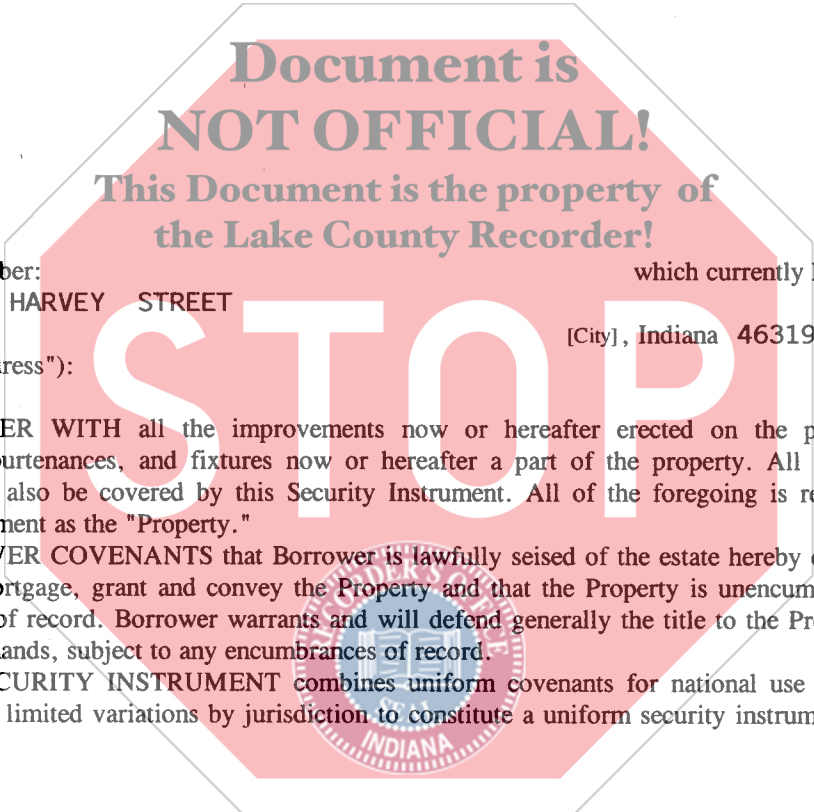 Document is
NOT OFFICIAL!
This Document is the property of
the Lake County Recorder!
ber: which currently
HARVEY STREET
[City], Indiana 46319
ress"):
ER WITH all the improvements now or hereafter erected on the p
urtenances, and fixtures now or hereafter a part of the property. All
also be covered by this Security Instrument. All of the foregoing is re
ment as the "Property."
VER COVENANTS that Borrower is lawfully seised of the estate hereby
ortgage, grant and convey the Property and that the Property is unencum
of record. Borrower warrants and will defend generally the title to the Pr
ands, subject to any encumbrances of record.
CURITY INSTRUMENT combines uniform covenants for national use
limited variations by jurisdiction to constitute a uniform security instrum
STOP
RECORDER'S OFFICE
SEAL
INDIANA